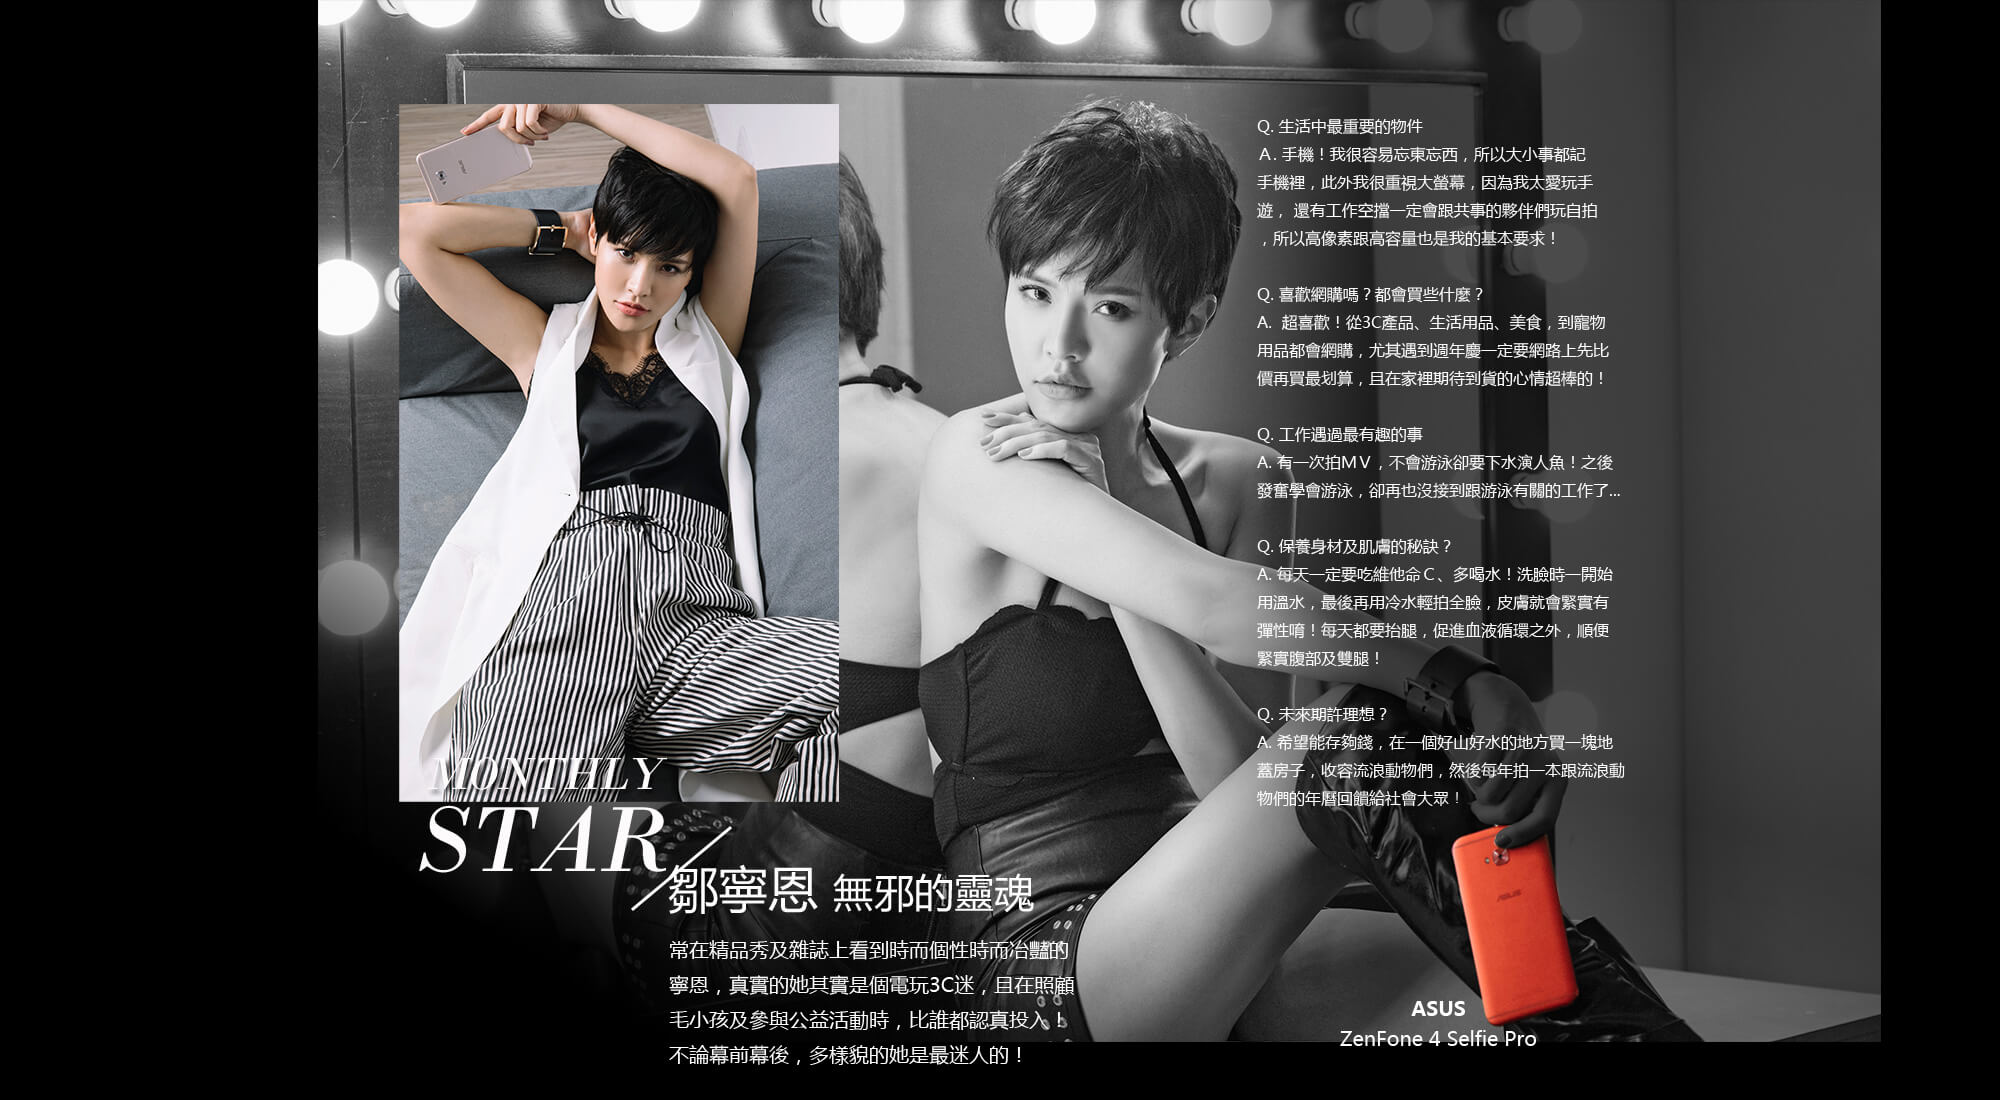 Q. 生活中最重要的物件
A. 手機！我很容易忘東忘西，所以大小事都記
手機裡，此外我很重視大螢幕，因為我太愛玩手
遊， 還有工作空擋一定會跟共事的夥伴們玩自拍
，所以高像素跟高容量也是我的基本要求！
Q. 喜歡網購嗎？都會買些什麼？
A. 超喜歡！從3C產品、生活用品、美食，到寵物
用品都會網購，尤其遇到週年慶一定要網路上先比
價再買最划算，且在家裡期待到貨的心情超棒的！
Q. 工作遇過最有趣的事
A. 有一次拍ＭＶ，不會游泳卻要下水演人魚！之後
發奮學會游泳，卻再也沒接到跟游泳有關的工作了...
Q. 保養身材及肌膚的秘訣？
A. 每天一定要吃維他命Ｃ、多喝水！洗臉時一開始
用溫水，最後再用冷水輕拍全臉，皮膚就會緊實有
彈性唷！每天都要抬腿，促進血液循環之外，順便
緊實腹部及雙腿！
Q. 未來期許理想？
A. 希望能存夠錢，在一個好山好水的地方買一塊地
蓋房子，收容流浪動物們，然後每年拍一本跟流浪動
物們的年曆回饋給社會大眾！
MONTHLY
STAR
鄒寧恩 無邪的靈魂
常在精品秀及雜誌上看到時而個性時而冶豔的
寧恩，真實的她其實是個電玩3C迷，且在照顧
毛小孩及參與公益活動時，比誰都認真投入！
不論幕前幕後，多樣貌的她是最迷人的！
ASUS
ASUS
ZenFone 4 Selfie Pro